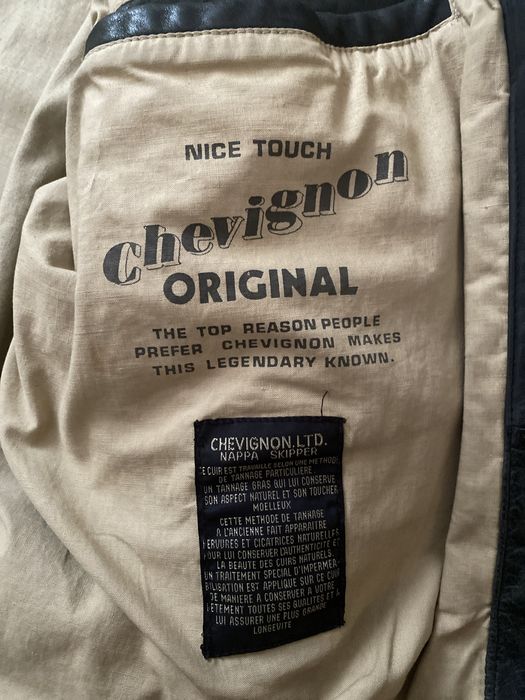 NICE TOUCH
Chevignon
ORIGINAL
THE TOP REASON PEOPLE
PREFER CHEVIGNON MAKES
THIS LEGENDARY KNOWN.
CHEVIGNON.LTD.
NAPPA SKIPPER
CE CUIR EST TRAVAILLE SELON UNE METHODE
DE TANNAGE PARTICULIERE
UN TANNAGE GRAS QUI LUI CONSERVE
SON ASPECT NATUREL ET SON TOUCHER
MOELLEUX
CETTE METHODE DE TANNAGE
A L'ANCIENNE FAIT APPARAITRE
ERVURES ET CICATRICES NATURELLES
POUR LUI CONSERVER L'AUTHENTICITE ET
LA BEAUTE DES CUIRS NATURELS.
UN TRAITEMENT SPECIAL D'IMPERMEA-
BILISATION EST APPLIQUE SUR CE CUIR
DE MANIERE A CONSERVER A VOTRE
VETEMENT TOUTES SES QUALITES ET A
LUI ASSURER UNE PLUS GRANDE
LONGEVITE